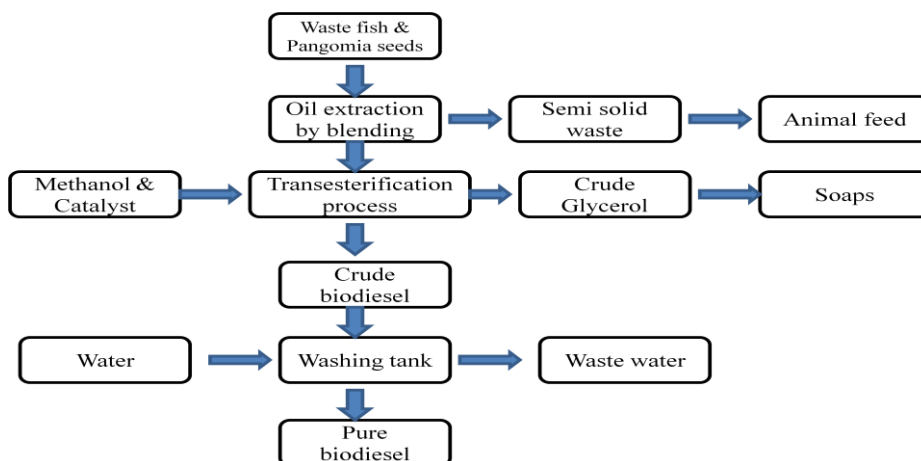 Waste fish &
Pangomia seeds
Oil extraction
by blending
Semi solid
waste
Animal feed
Methanol &
Catalyst
Transesterification
process
Crude
Glycerol
Soaps
Crude
biodiesel
Water
Washing tank
Waste water
Pure
biodiesel